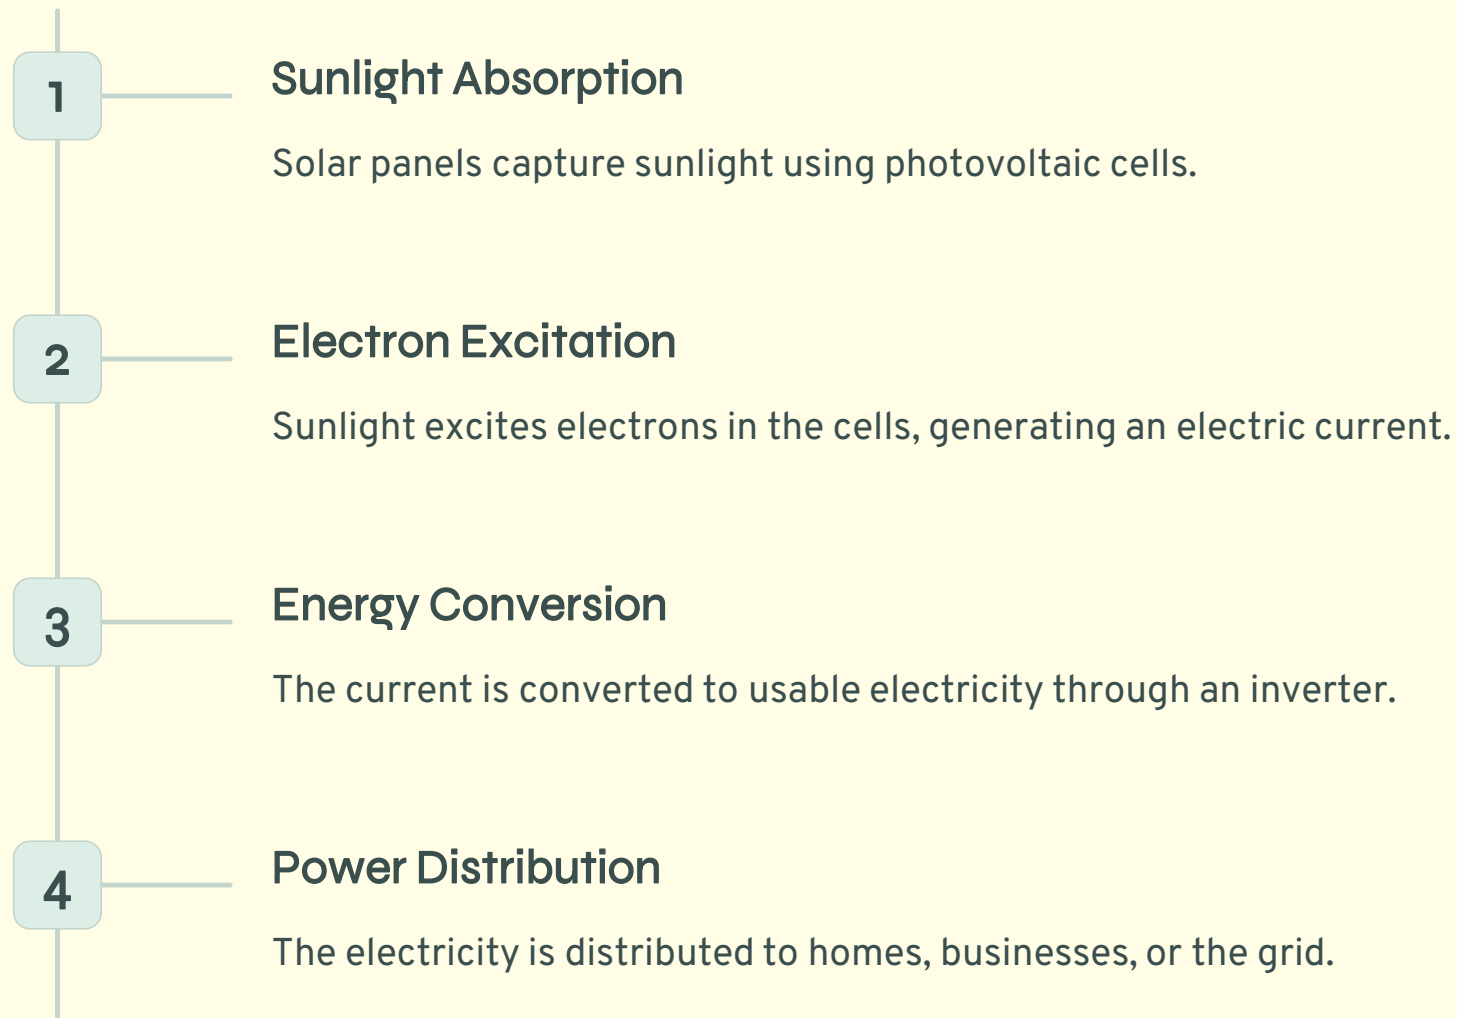 1
Sunlight Absorption
Solar panels capture sunlight using photovoltaic cells.
2
Electron Excitation
Sunlight excites electrons in the cells, generating an electric current.
3
Energy Conversion
The current is converted to usable electricity through an inverter.
4
Power Distribution
The electricity is distributed to homes, businesses, or the grid.